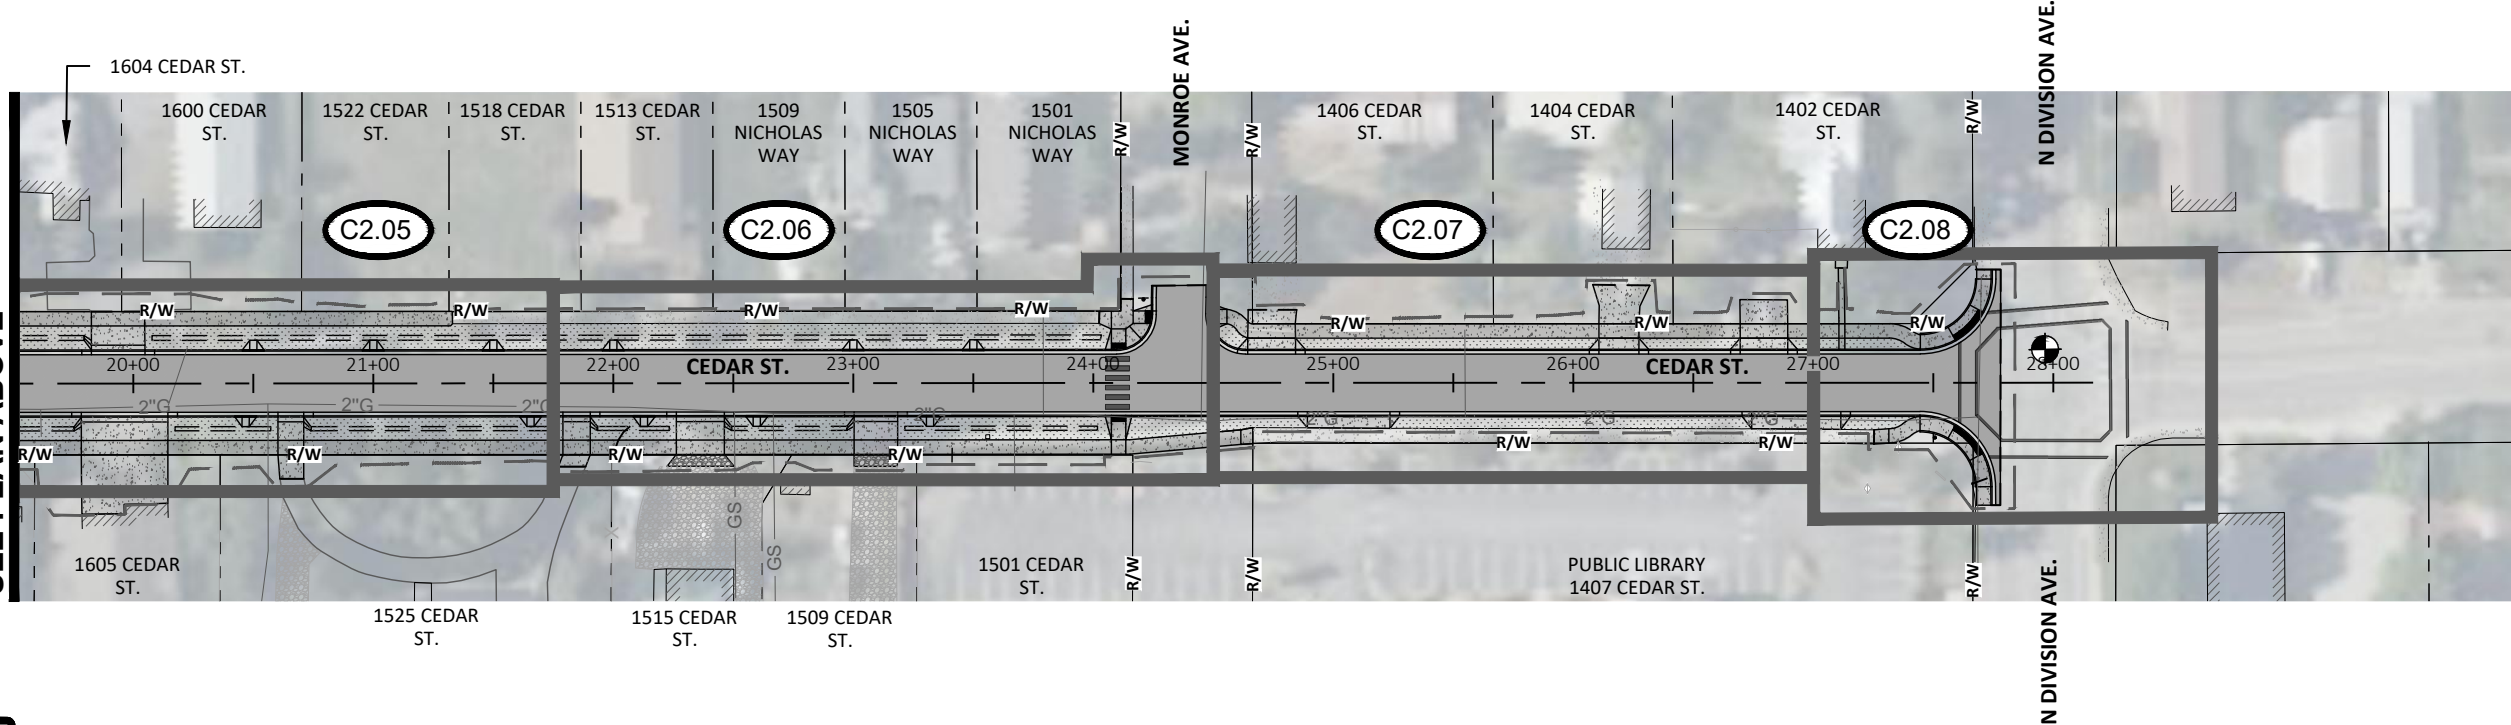 1604 CEDAR ST.
1600 CEDAR
ST.
1522 CEDAR
ST.
1518 CEDAR
ST.
1513 CEDAR
ST.
1509
NICHOLAS
WAY
1505
NICHOLAS
WAY
1501
NICHOLAS
WAY
R/W
MONROE AVE.
R/W
1406 CEDAR
ST.
1404 CEDAR
ST.
1402 CEDAR
ST.
R/W
N DIVISION AVE.
C2.05
C2.06
C2.07
C2.08
R/W
R/W
R/W
R/W
R/W
R/W
R/W
20+00
21+00
22+00
CEDAR ST.
23+00
24+00
25+00
26+00
CEDAR ST.
27+00
28+00
2"G
2"G
2"G
2"G
2"G
2"G
2"G
R/W
R/W
R/W
R/W
R/W
R/W
GS
GS
1605 CEDAR
ST.
1525 CEDAR
ST.
1515 CEDAR
ST.
1509 CEDAR
ST.
1501 CEDAR
ST.
R/W
R/W
PUBLIC LIBRARY
1407 CEDAR ST.
R/W
N DIVISION AVE.